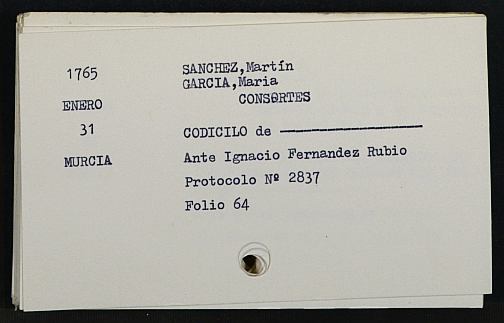 1765
ENERO
31
MURCIA
SANCHEZ,Martín
GARCIA,Maria
CONSORTES
CODICILO de ————————
Ante Ignacio Fernandez Rubio
Protocolo Nº 2837
Folio 64